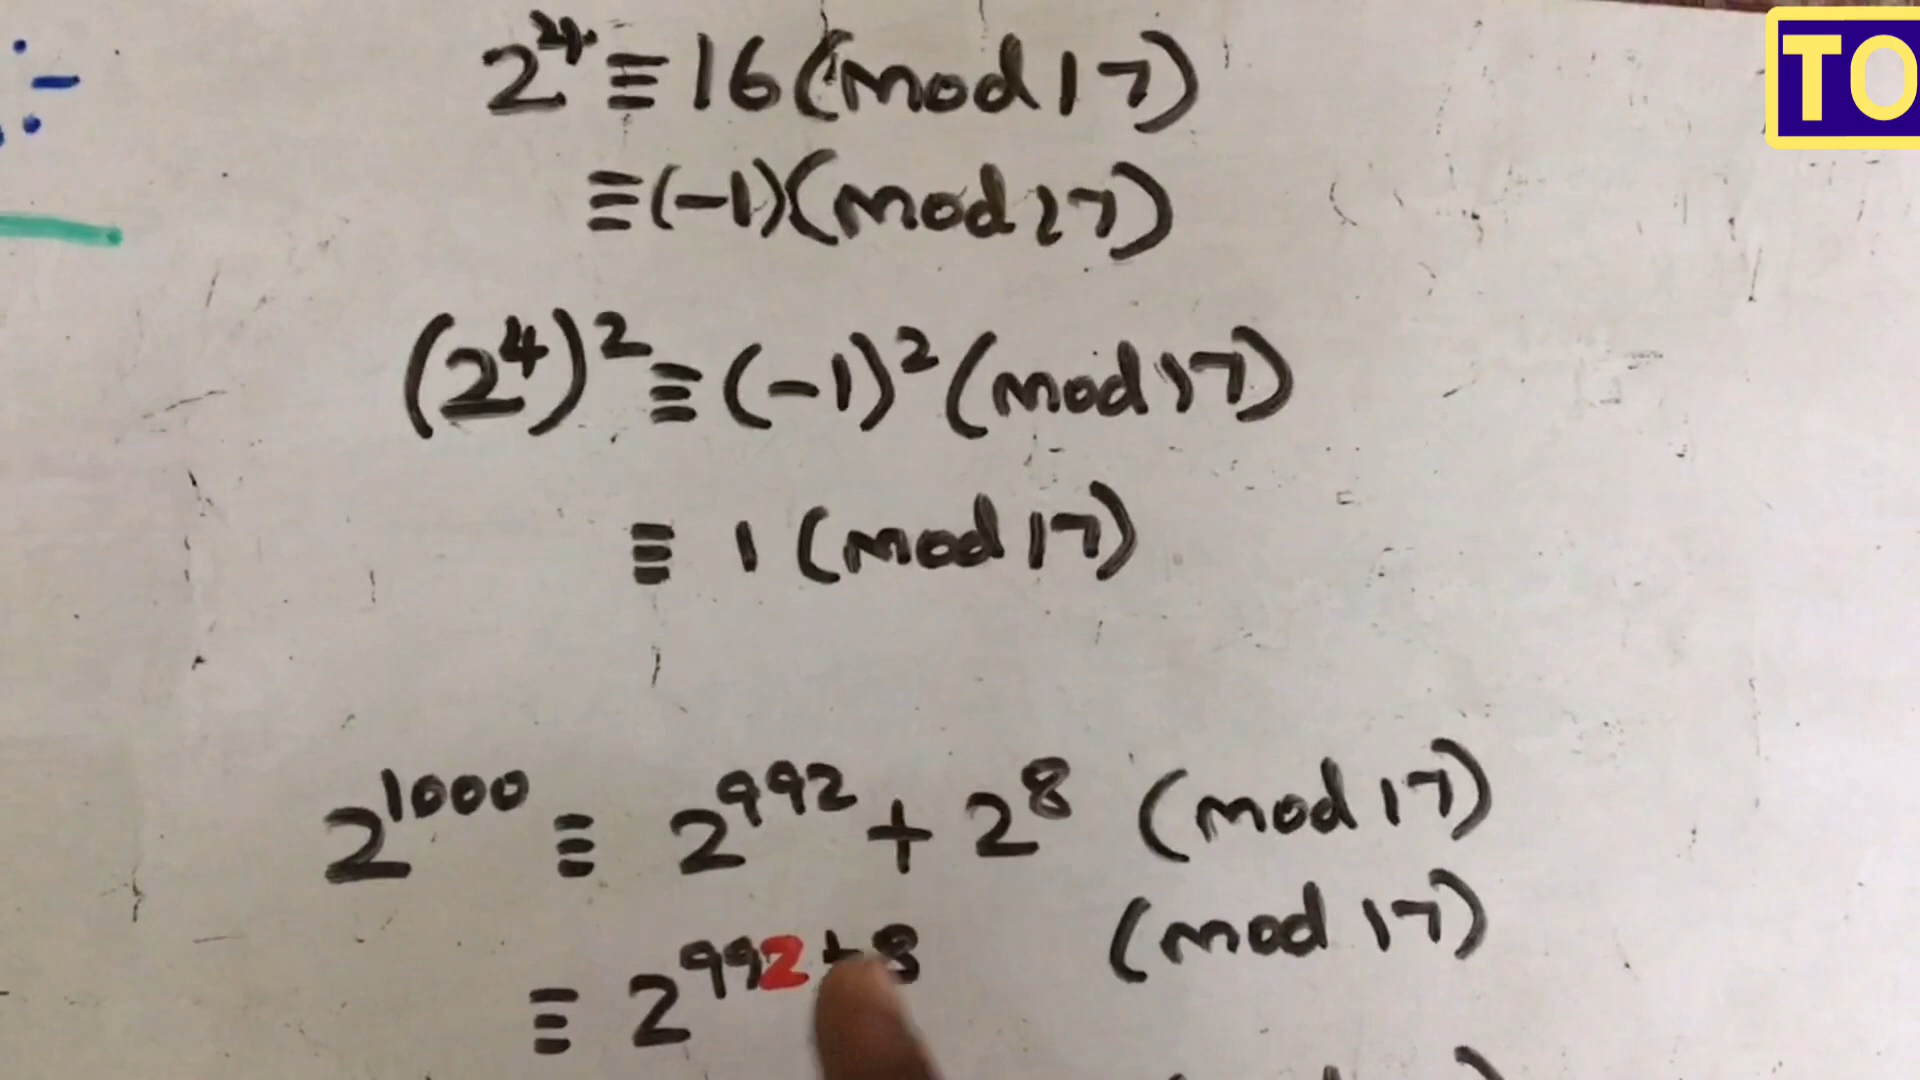 TO
2⁴ ≡ 16 (mod 17)
≡ (-1) (mod 17)
(2⁴)² ≡ (-1)² (mod 17)
≡ 1 (mod 17)
2¹⁰⁰⁰ ≡ 2⁹⁹² + 2⁸ (mod 17)
≡ 2⁹⁹²⁺⁸ (mod 17)